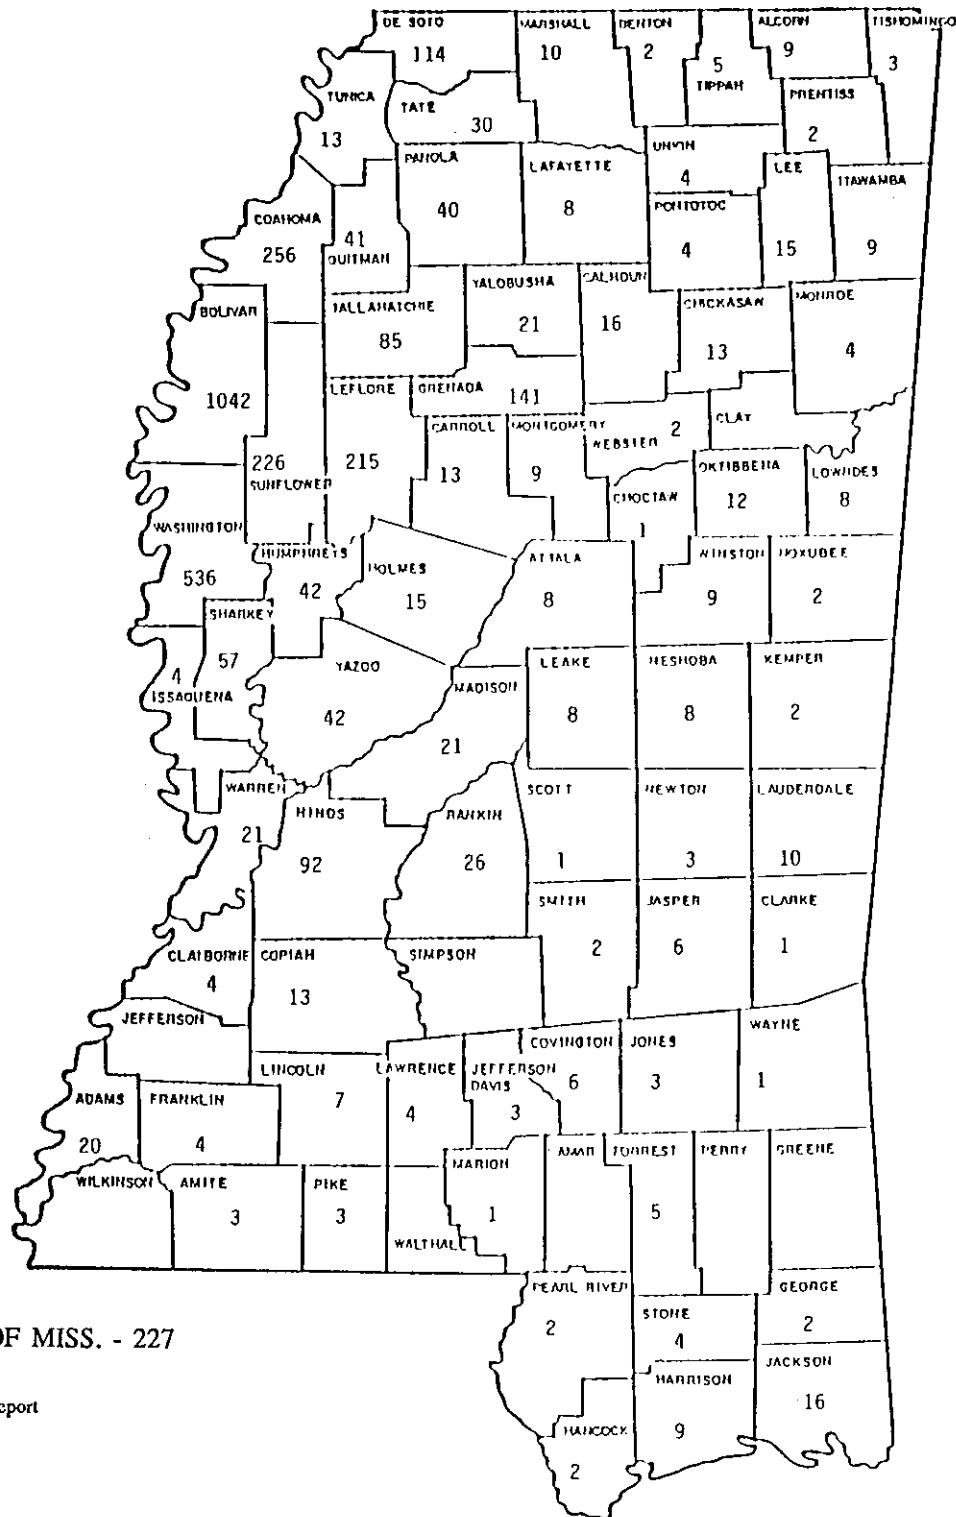 DE SOTO
114
MARSHALL
10
BENTON
2
5
TIPPAH
ALCORN
9
TISHOMINGO
3
TUNICA
13
TATE
30
PRENTISS
2
PANOLA
40
LAFAYETTE
8
UNION
4
LEE
15
ITAWAMBA
9
PONTOTOC
4
COAHOMA
256
41
QUITMAN
BOLIVAR
1042
TALLAHATCHIE
85
YALOBUSHA
21
CALHOUN
16
CHICKASAW
13
MONROE
4
LEFLORE
215
GRENADA
141
226
SUNFLOWER
CARROLL
13
MONTGOMERY
9
WEBSTER
2
CLAY
CHOCTAW
1
OKTIBBEHA
12
LOWNDES
8
WASHINGTON
536
HUMPHREYS
42
HOLMES
15
ATTALA
8
WINSTON
9
NOXUBEE
2
SHARKEY
57
4
ISSAQUENA
YAZOO
42
MADISON
21
LEAKE
8
NESHOBA
8
KEMPER
2
WARREN
21
HINDS
92
RANKIN
26
SCOTT
1
NEWTON
3
LAUDERDALE
10
SMITH
2
JASPER
6
CLARKE
1
CLAIBORNE
4
COPIAH
13
SIMPSON
JEFFERSON
LINCOLN
7
LAWRENCE
4
JEFFERSON
DAVIS
3
COVINGTON
6
JONES
3
WAYNE
1
ADAMS
20
FRANKLIN
4
WILKINSON
AMITE
3
PIKE
3
WALTHALL
MARION
1
LAMAR
FORREST
5
PERRY
GREENE
PEARL RIVER
2
STONE
4
GEORGE
2
HANCOCK
2
HARRISON
9
JACKSON
16
OF MISS. - 227
eport